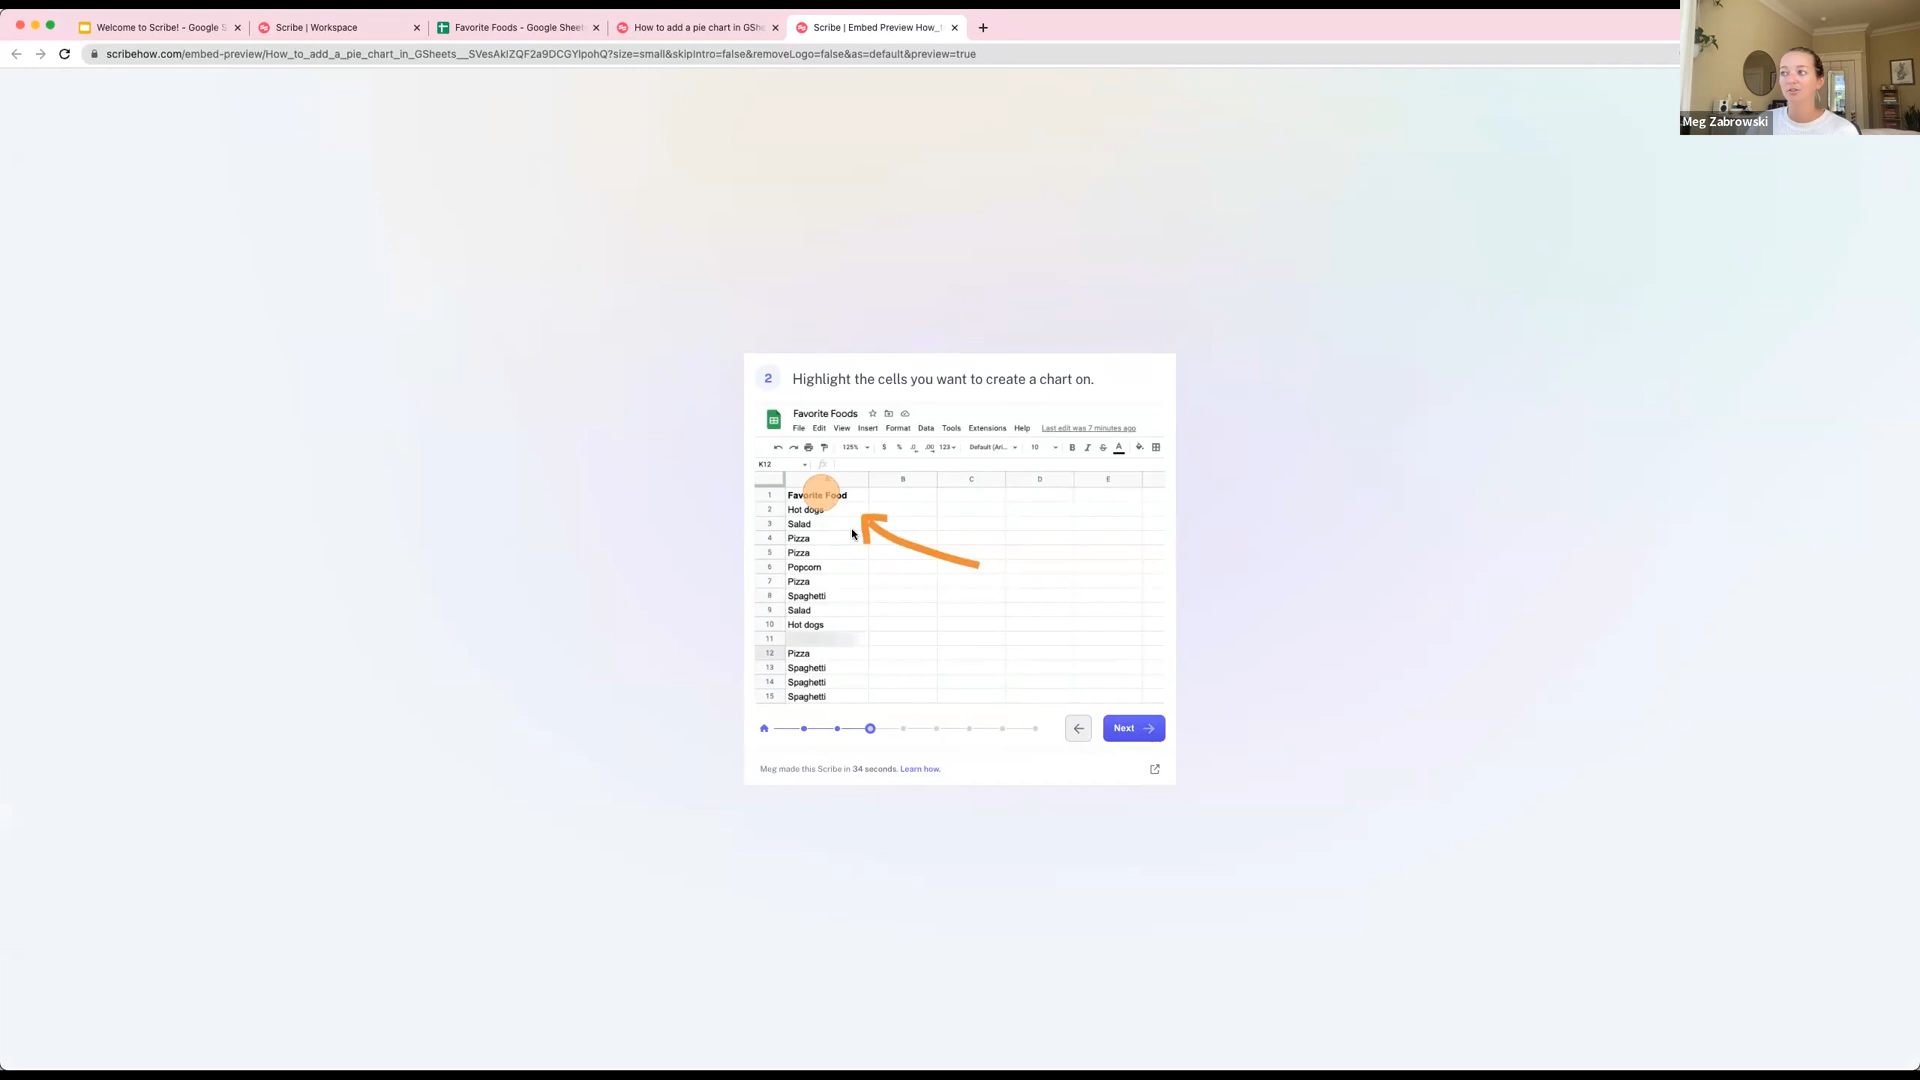 Welcome to Scribe! - Google S
Scribe | Workspace
Favorite Foods - Google Sheet
How to add a pie chart in GShe
Scribe | Embed Preview How_t
scribehow.com/embed-preview/How_to_add_a_pie_chart_in_GSheets__SVesAkIZQF2a9DCGYlpohQ?size=small&skipIntro=false&removeLogo=false&as=default&preview=true
Meg Zabrowski
2 Highlight the cells you want to create a chart on.
Favorite Foods
File Edit View Insert Format Data Tools Extensions Help Last edit was 7 minutes ago
125% $ % .0 .00 123 Default (Ari... 10 B I S A
K12 fx
B C D E
1 Favorite Food
2 Hot dogs
3 Salad
4 Pizza
5 Pizza
6 Popcorn
7 Pizza
8 Spaghetti
9 Salad
10 Hot dogs
11
12 Pizza
13 Spaghetti
14 Spaghetti
15 Spaghetti
Next
Meg made this Scribe in 34 seconds. Learn how.